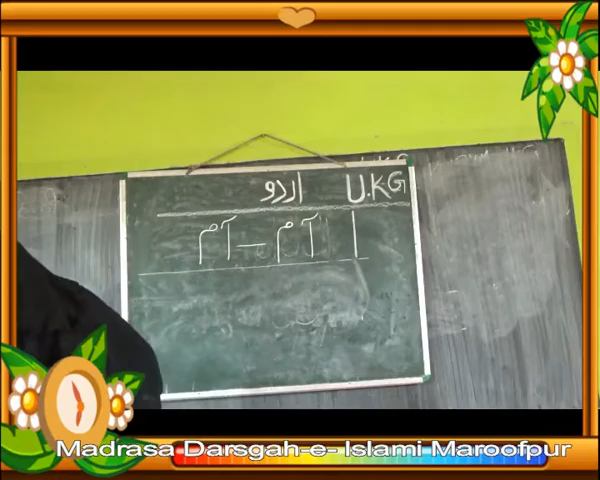 اردو U.KG
ا آم – آم
Madrasa Darsgah-e- Islami Maroofpur